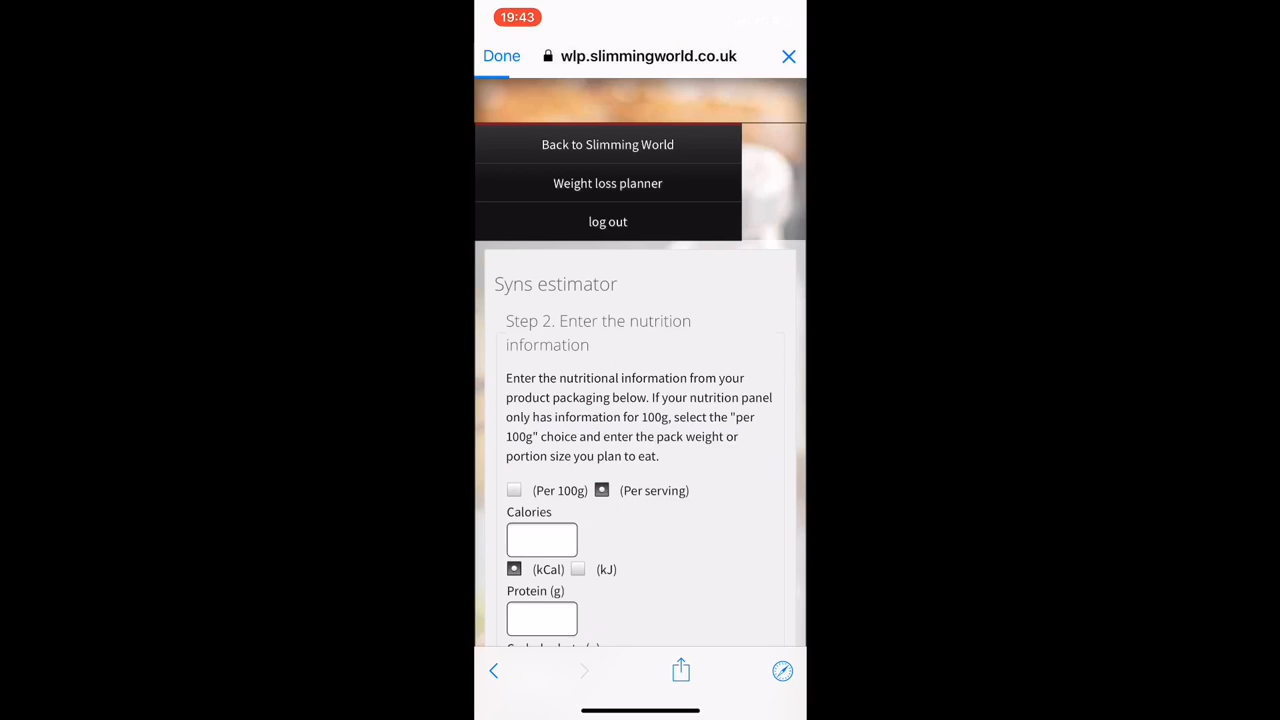 19:43
Done wlp.slimmingworld.co.uk
Back to Slimming World
Weight loss planner
log out
Syns estimator
Step 2. Enter the nutrition
information
Enter the nutritional information from your
product packaging below. If your nutrition panel
only has information for 100g, select the "per
100g" choice and enter the pack weight or
portion size you plan to eat.
(Per 100g) (Per serving)
Calories
(kCal) (kJ)
Protein (g)